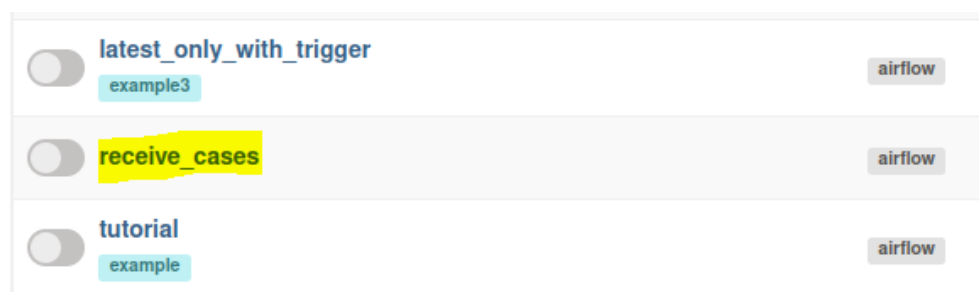 latest_only_with_trigger
example3
airflow
receive_cases
airflow
tutorial
example
airflow